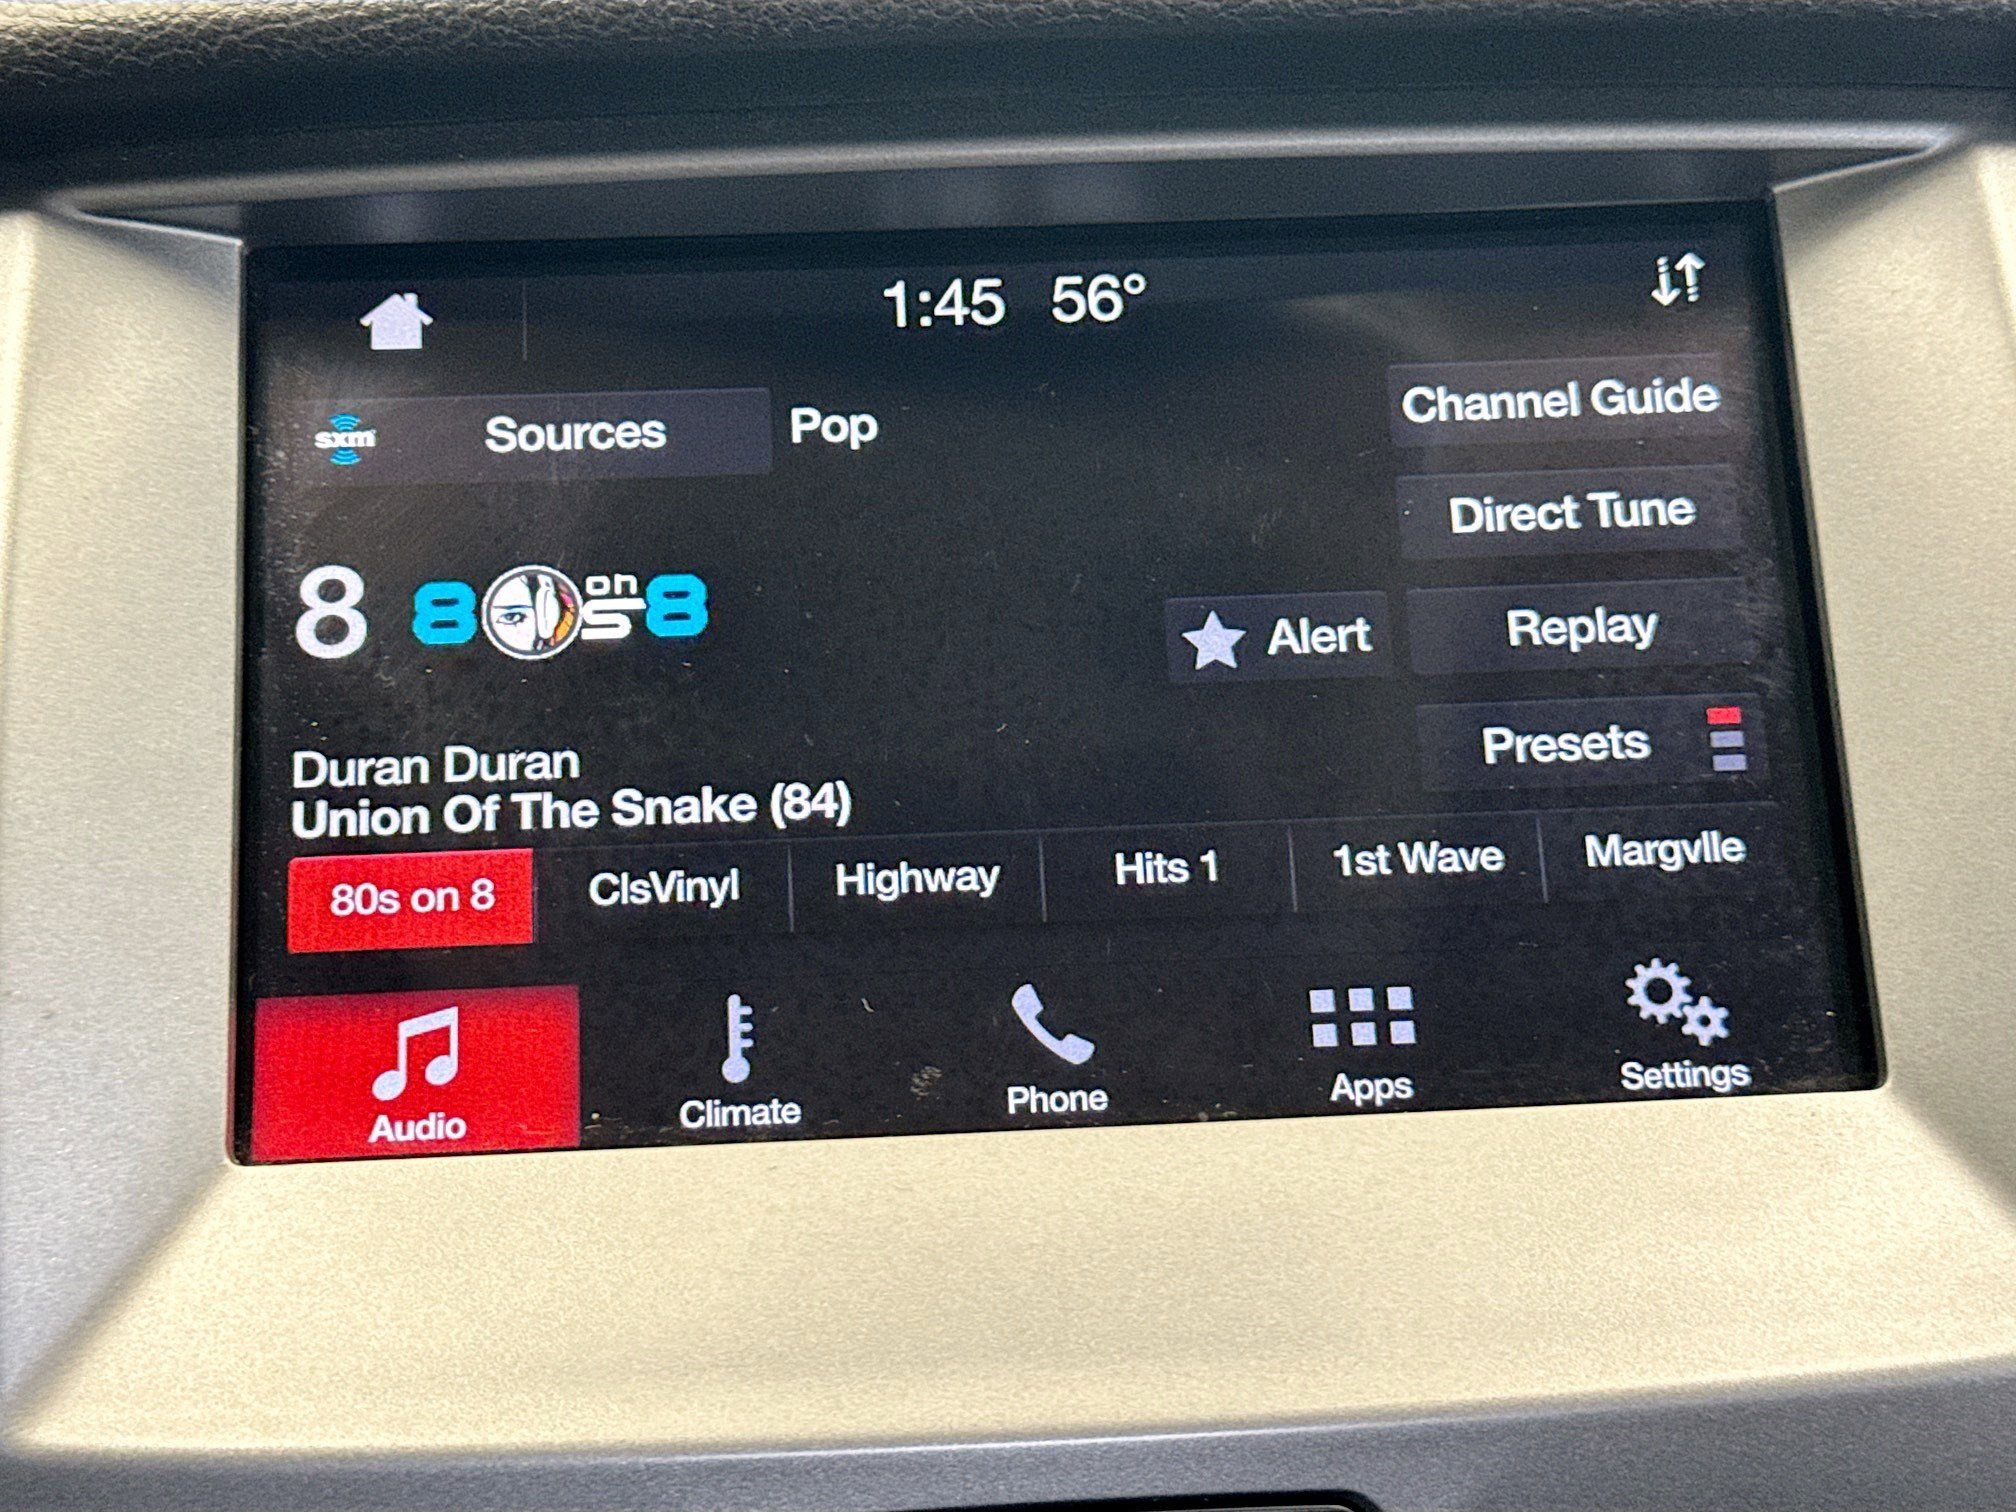 1:45 56°
sxm Sources Pop
Channel Guide
Direct Tune
8 80s on 8
Alert
Replay
Presets
Duran Duran
Union Of The Snake (84)
80s on 8 ClsVinyl Highway Hits 1 1st Wave Margvlle
Audio Climate Phone Apps Settings